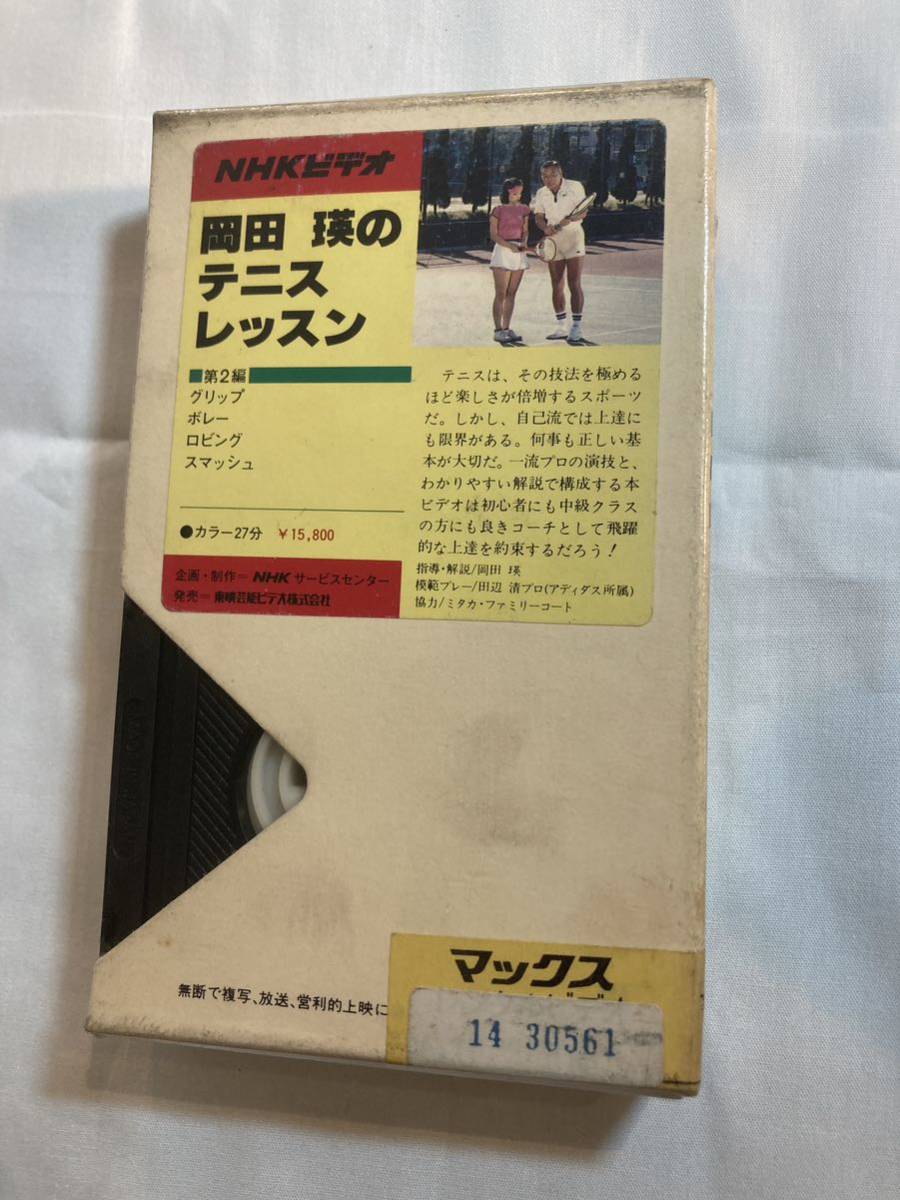 NHKビデオ
岡田 瑛の
テニス
レッスン
■第2編
グリップ
ボレー
ロビング
スマッシュ
●カラー27分 ¥15,800
企画・制作=NHKサービスセンター
発売=東映芸能ビデオ株式会社
テニスは、その技法を極める
ほど楽しさが倍増するスポーツ
だ。しかし、自己流では上達に
も限界がある。何事も正しい基
本が大切だ。一流プロの演技と、
わかりやすい解説で構成する本
ビデオは初心者にも中級クラス
の方にも良きコーチとして飛躍
的な上達を約束するだろう!
指導・解説/岡田 瑛
模範プレー/田辺 清プロ(アディダス所属)
協力/ミタカ・ファミリーコート
無断で複写、放送、営利的上映に
マックス
14 30561